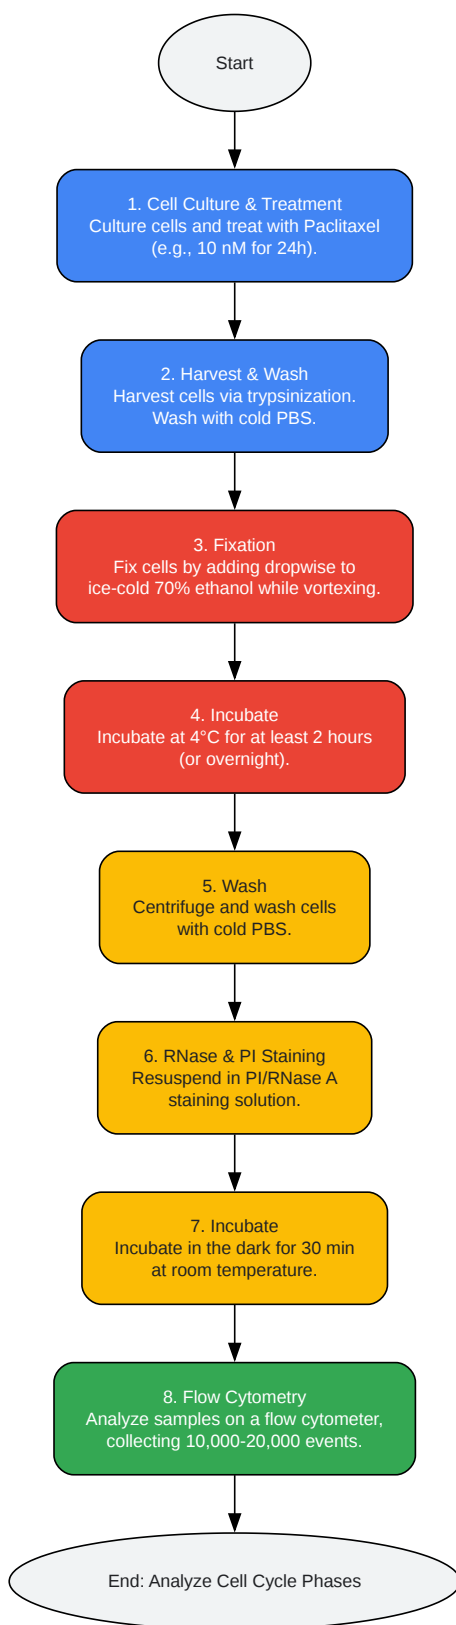 Start
1. Cell Culture & Treatment
Culture cells and treat with Paclitaxel
(e.g., 10 nM for 24h).
2. Harvest & Wash
Harvest cells via trypsinization.
Wash with cold PBS.
3. Fixation
Fix cells by adding dropwise to
ice-cold 70% ethanol while vortexing.
4. Incubate
Incubate at 4°C for at least 2 hours
(or overnight).
5. Wash
Centrifuge and wash cells
with cold PBS.
6. RNase & PI Staining
Resuspend in PI/RNase A
staining solution.
7. Incubate
Incubate in the dark for 30 min
at room temperature.
8. Flow Cytometry
Analyze samples on a flow cytometer,
collecting 10,000-20,000 events.
End: Analyze Cell Cycle Phases